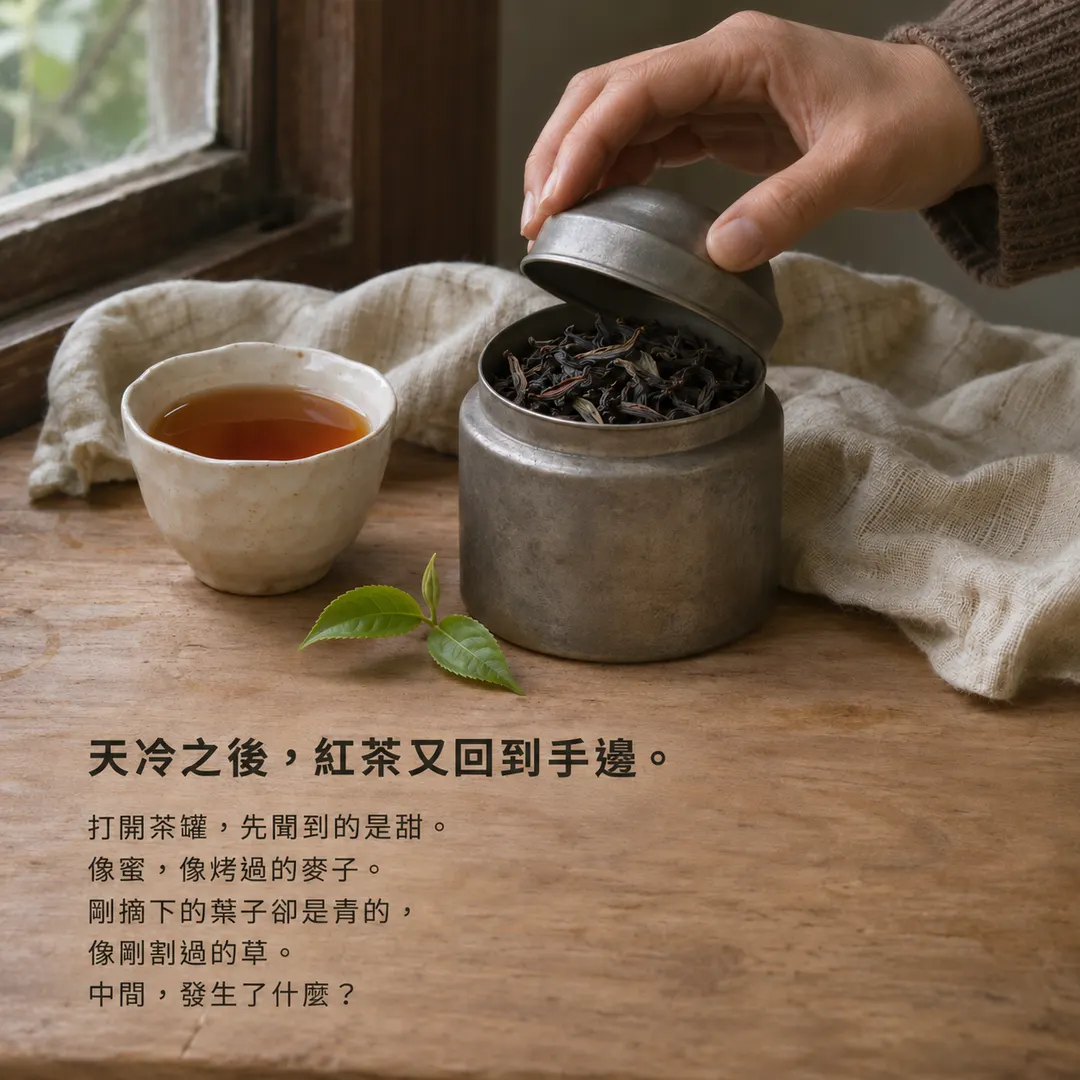 天冷之後，紅茶又回到手邊。
打開茶罐，先聞到的是甜。
像蜜，像烤過的麥子。
剛摘下的葉子卻是青的，
像剛割過的草。
中間，發生了什麼？